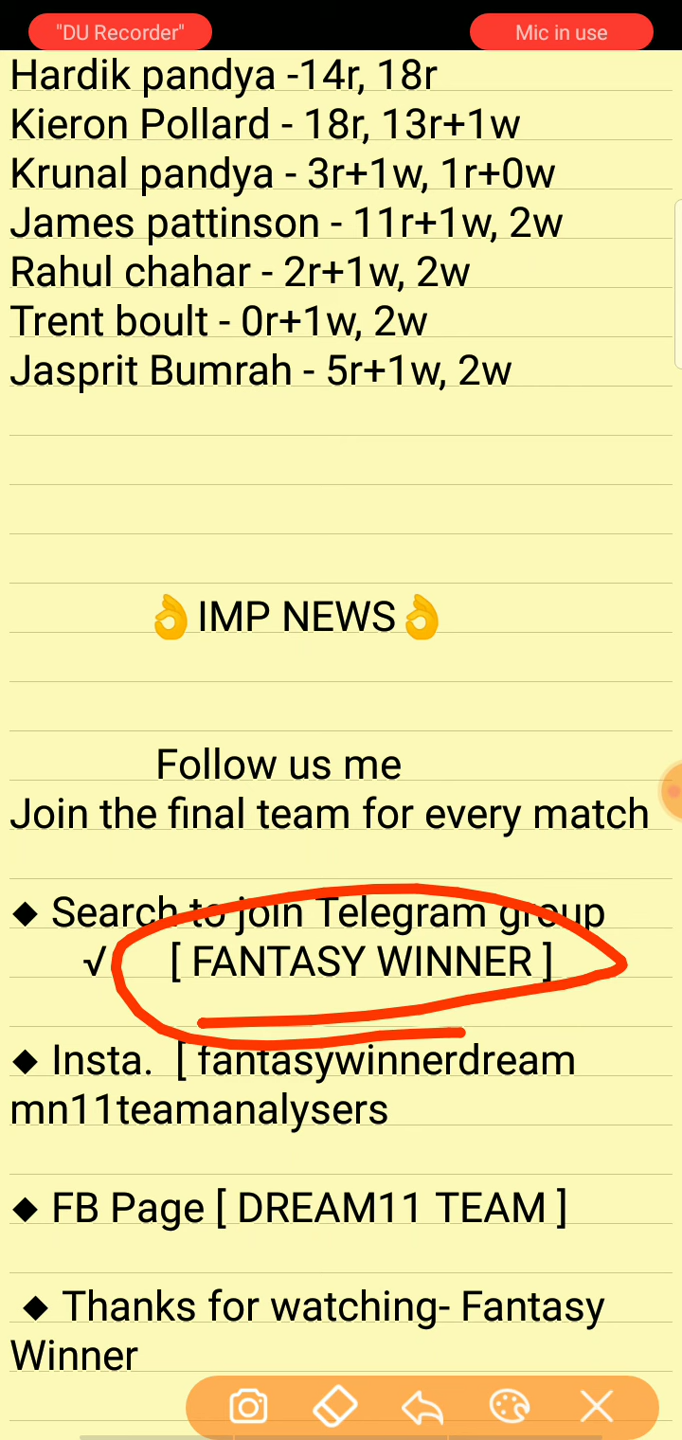 "DU Recorder" Mic in use
Hardik pandya -14r, 18r
Kieron Pollard - 18r, 13r+1w
Krunal pandya - 3r+1w, 1r+0w
James pattinson - 11r+1w, 2w
Rahul chahar - 2r+1w, 2w
Trent boult - 0r+1w, 2w
Jasprit Bumrah - 5r+1w, 2w
👌IMP NEWS👌
Follow us me
Join the final team for every match
◆ Search to join Telegram group
√ [ FANTASY WINNER ]
◆ Insta. [ fantasywinnerdream
mn11teamanalysers
◆ FB Page [ DREAM11 TEAM ]
◆ Thanks for watching- Fantasy
Winner